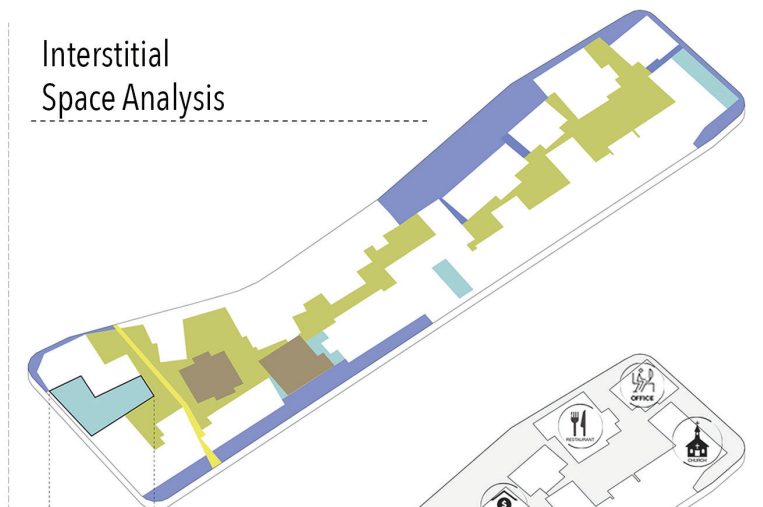 Interstitial
Space Analysis
OFFICE
RESTAURANT
CHURCH
$